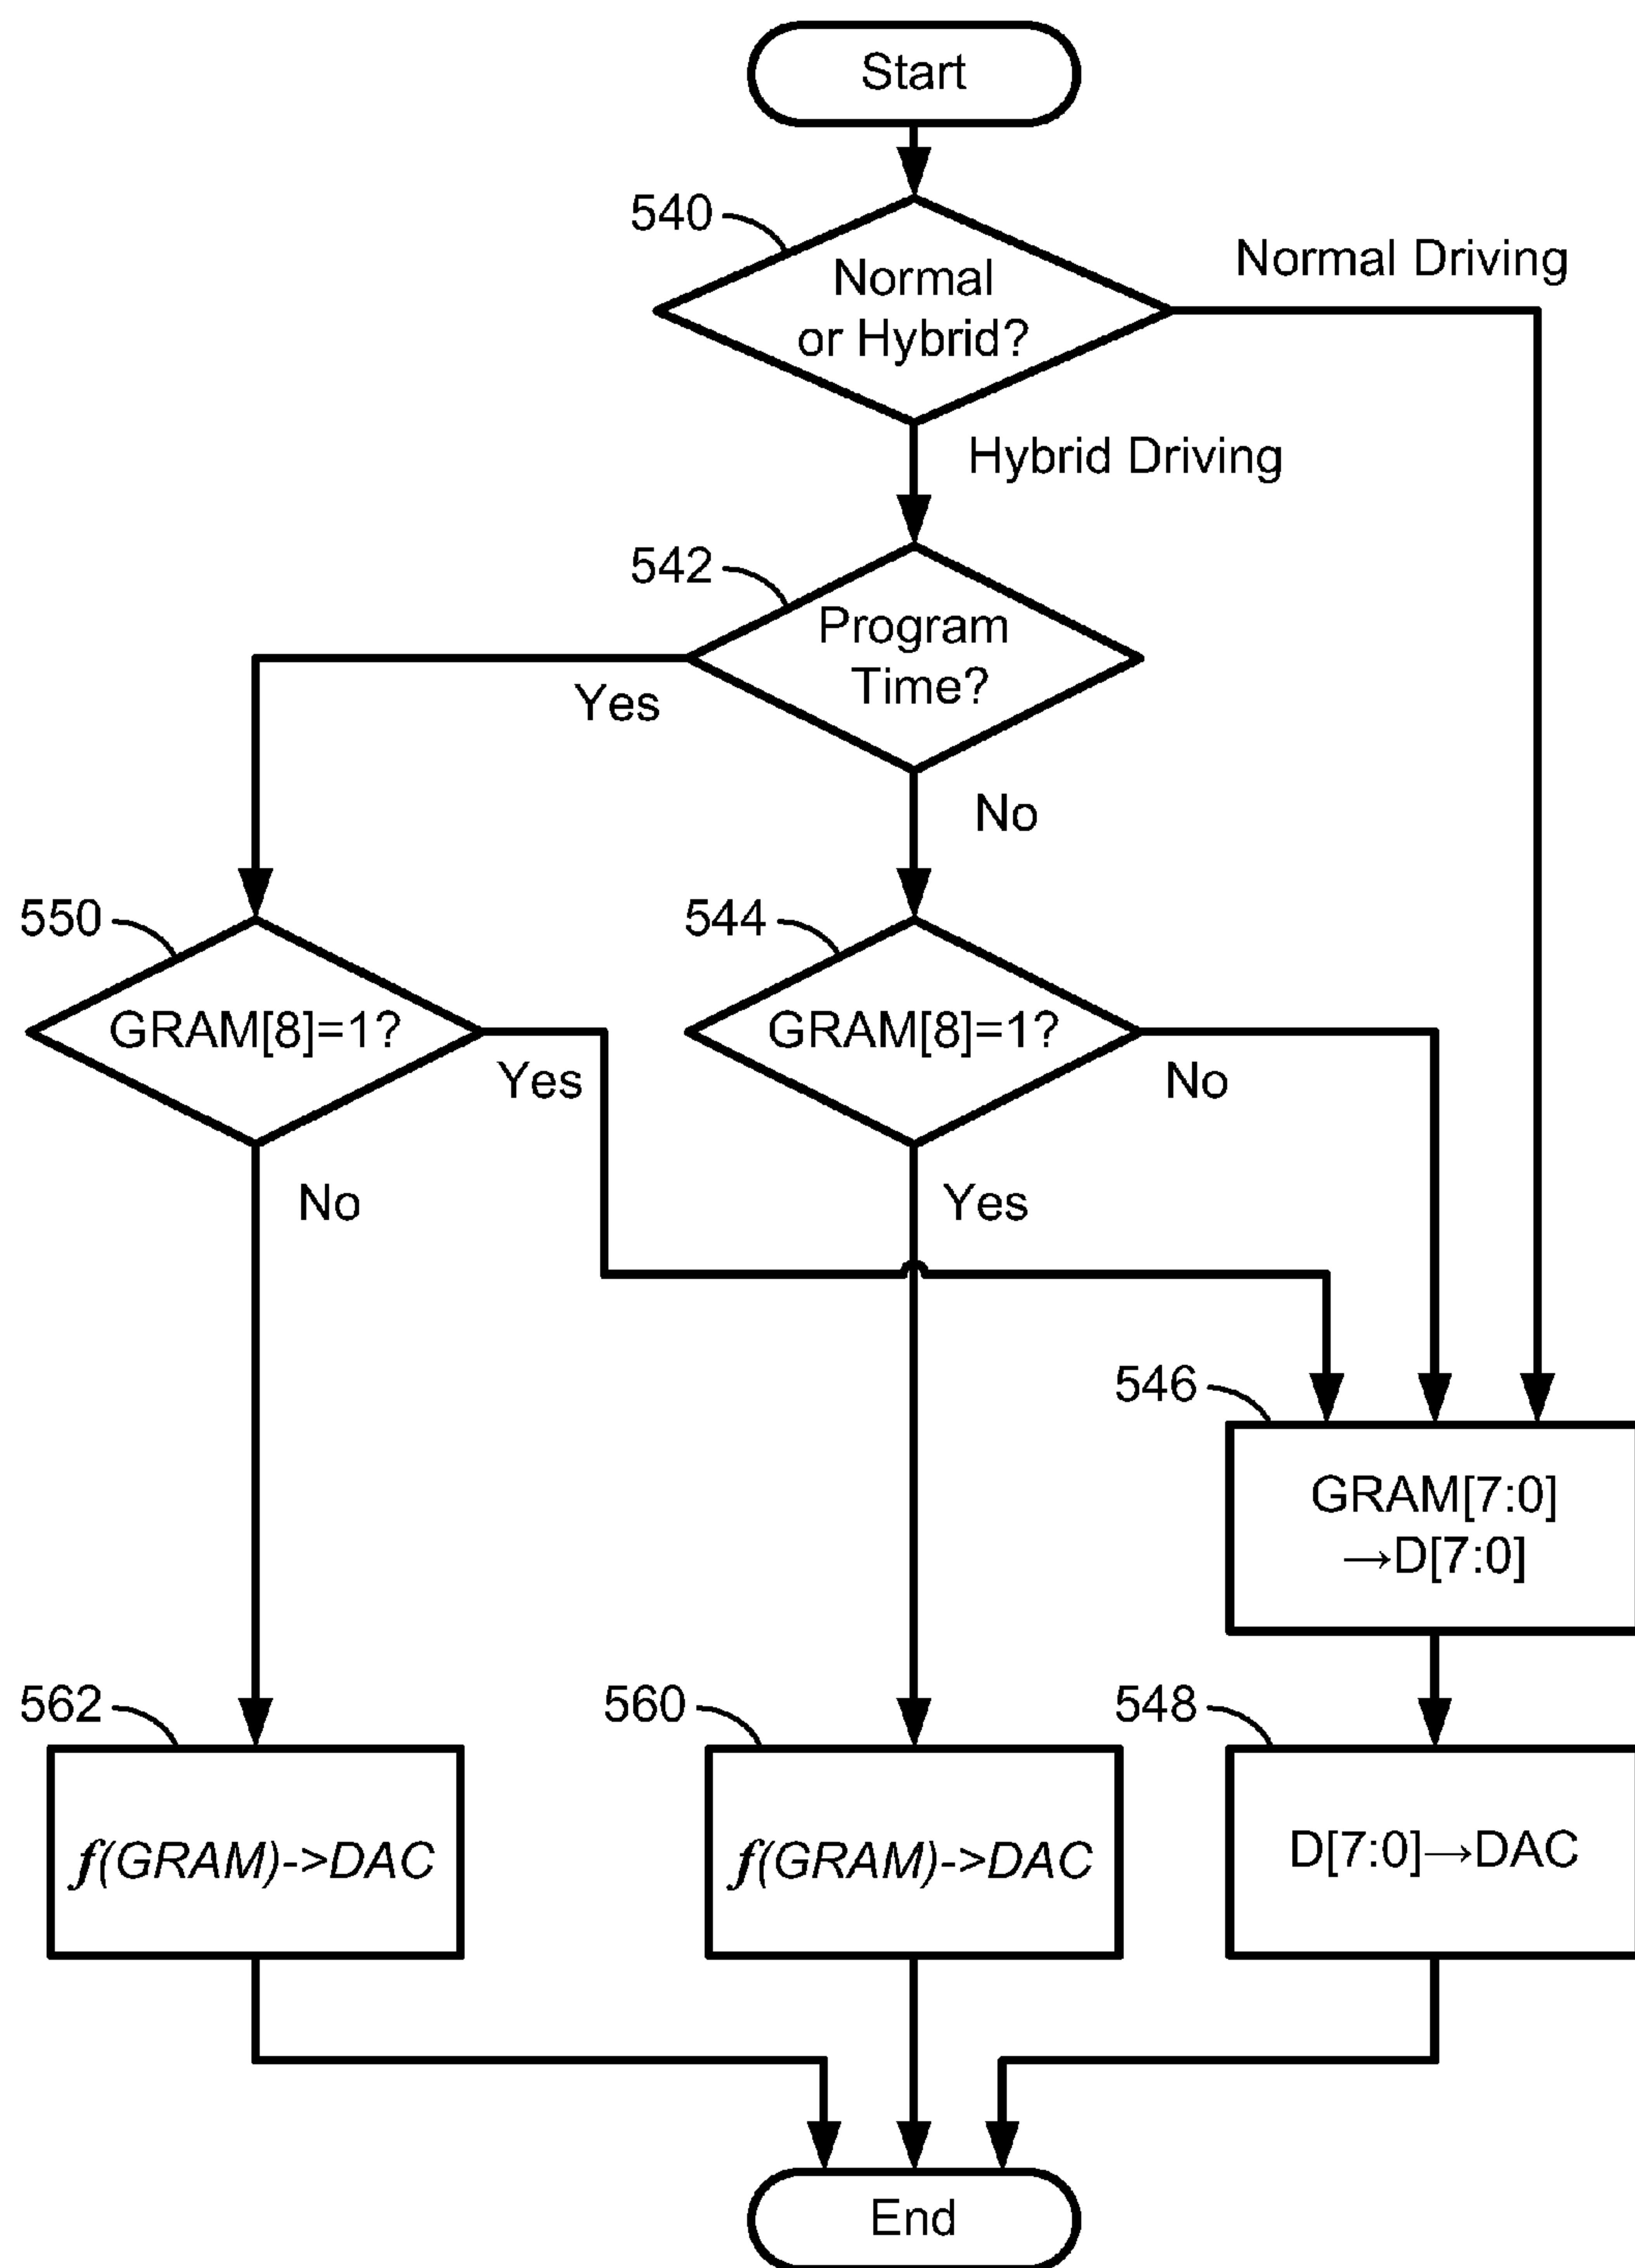 Start
540
Normal
or Hybrid?
Normal Driving
Hybrid Driving
542
Program
Time?
Yes
No
550
GRAM[8]=1?
Yes
No
544
GRAM[8]=1?
No
Yes
546
GRAM[7:0]
→D[7:0]
562
f(GRAM)->DAC
560
f(GRAM)->DAC
548
D[7:0]→DAC
End